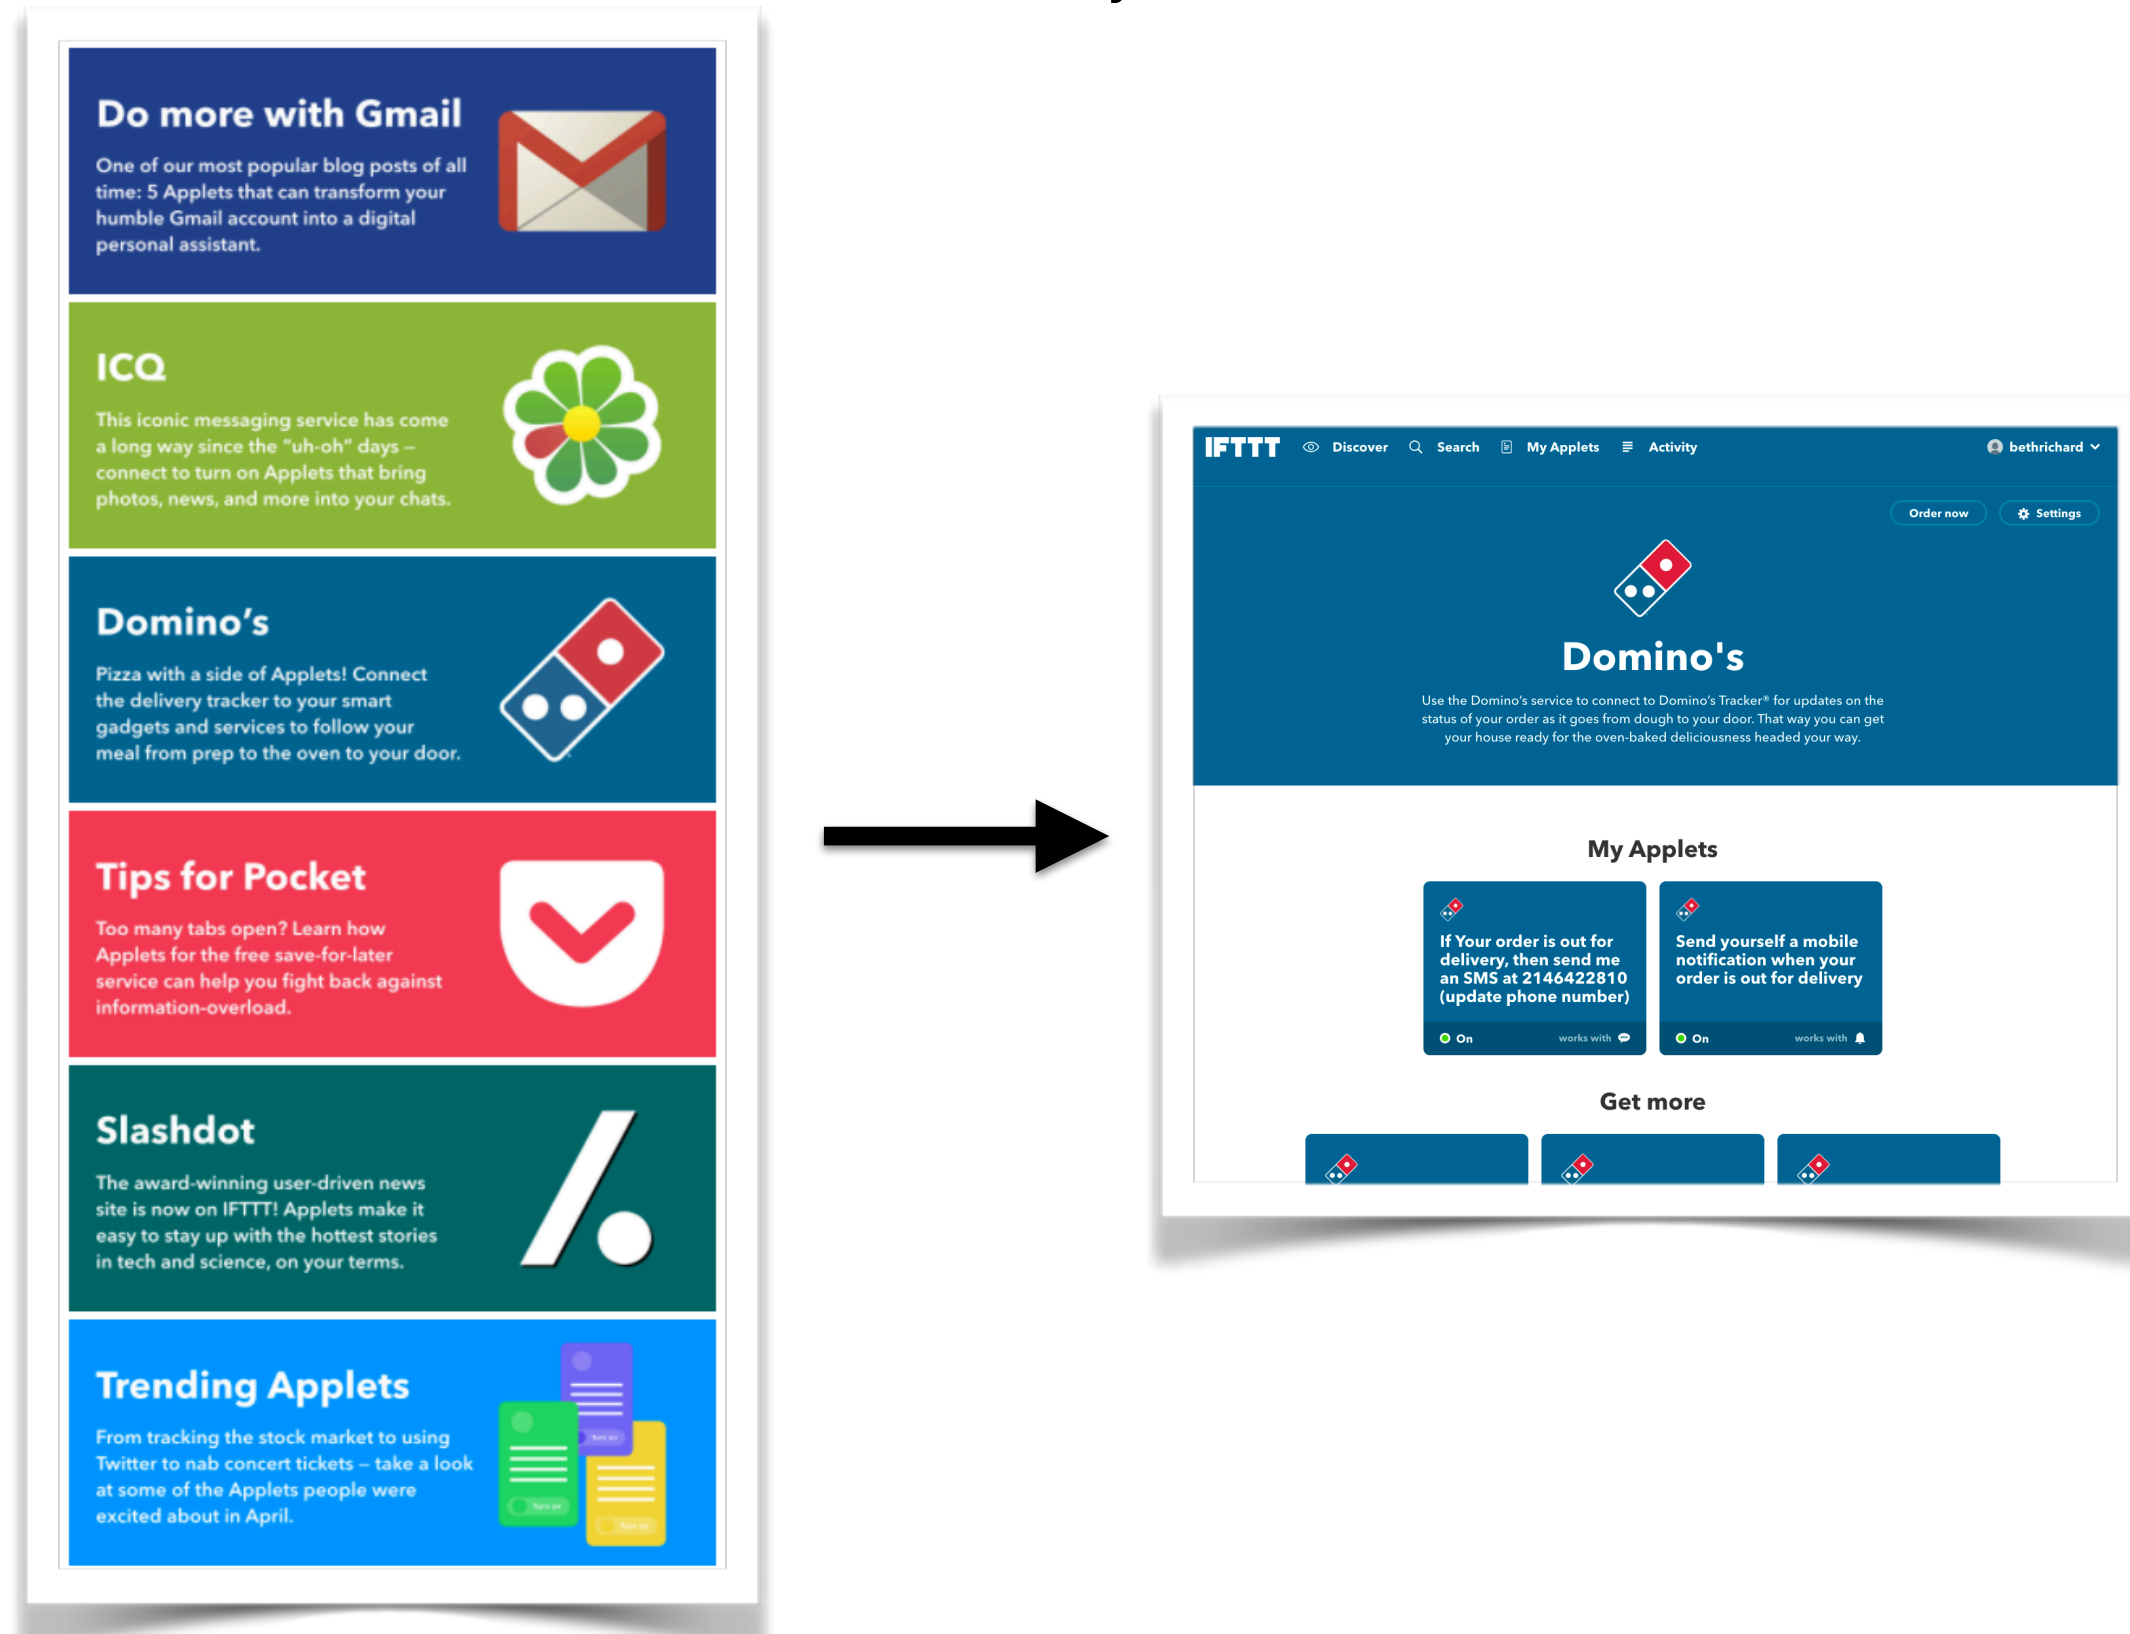 Do more with Gmail
One of our most popular blog posts of all
time: 5 Applets that can transform your
humble Gmail account into a digital
personal assistant.
ICQ
This iconic messaging service has come
a long way since the “uh-oh” days –
connect to turn on Applets that bring
photos, news, and more into your chats.
Domino’s
Pizza with a side of Applets! Connect
the delivery tracker to your smart
gadgets and services to follow your
meal from prep to the oven to your door.
Tips for Pocket
Too many tabs open? Learn how
Applets for the free save-for-later
service can help you fight back against
information-overload.
Slashdot
The award-winning user-driven news
site is now on IFTTT! Applets make it
easy to stay up with the hottest stories
in tech and science, on your terms.
Trending Applets
From tracking the stock market to using
Twitter to nab concert tickets – take a look
at some of the Applets people were
excited about in April.
Turn on
Turn on
Turn on
IFTTT Discover Search My Applets Activity bethrichard
Order now Settings
Domino's
Use the Domino’s service to connect to Domino’s Tracker® for updates on the
status of your order as it goes from dough to your door. That way you can get
your house ready for the oven-baked deliciousness headed your way.
My Applets
If Your order is out for
delivery, then send me
an SMS at 2146422810
(update phone number)
On works with
Send yourself a mobile
notification when your
order is out for delivery
On works with
Get more